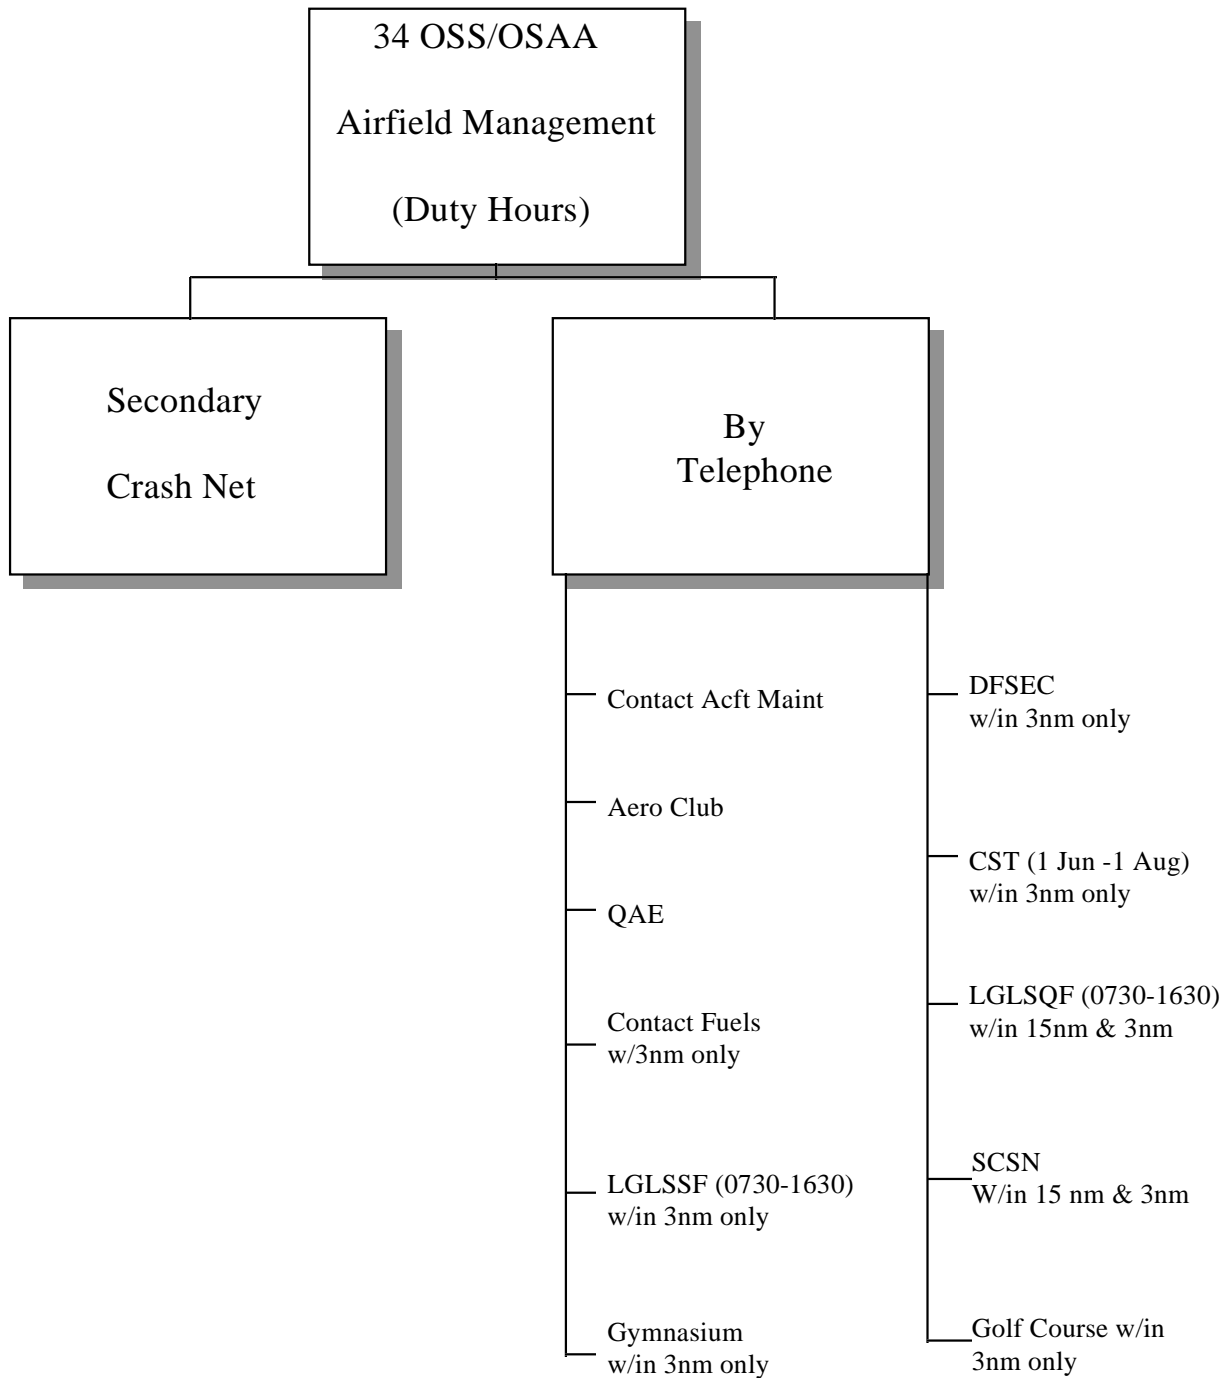 34 OSS/OSAA
Airfield Management
(Duty Hours)
Secondary
Crash Net
By
Telephone
Contact Acft Maint
Aero Club
QAE
Contact Fuels
w/3nm only
LGLSSF (0730-1630)
w/in 3nm only
Gymnasium
w/in 3nm only
DFSEC
w/in 3nm only
CST (1 Jun -1 Aug)
w/in 3nm only
LGLSQF (0730-1630)
w/in 15nm & 3nm
SCSN
W/in 15 nm & 3nm
Golf Course w/in
3nm only